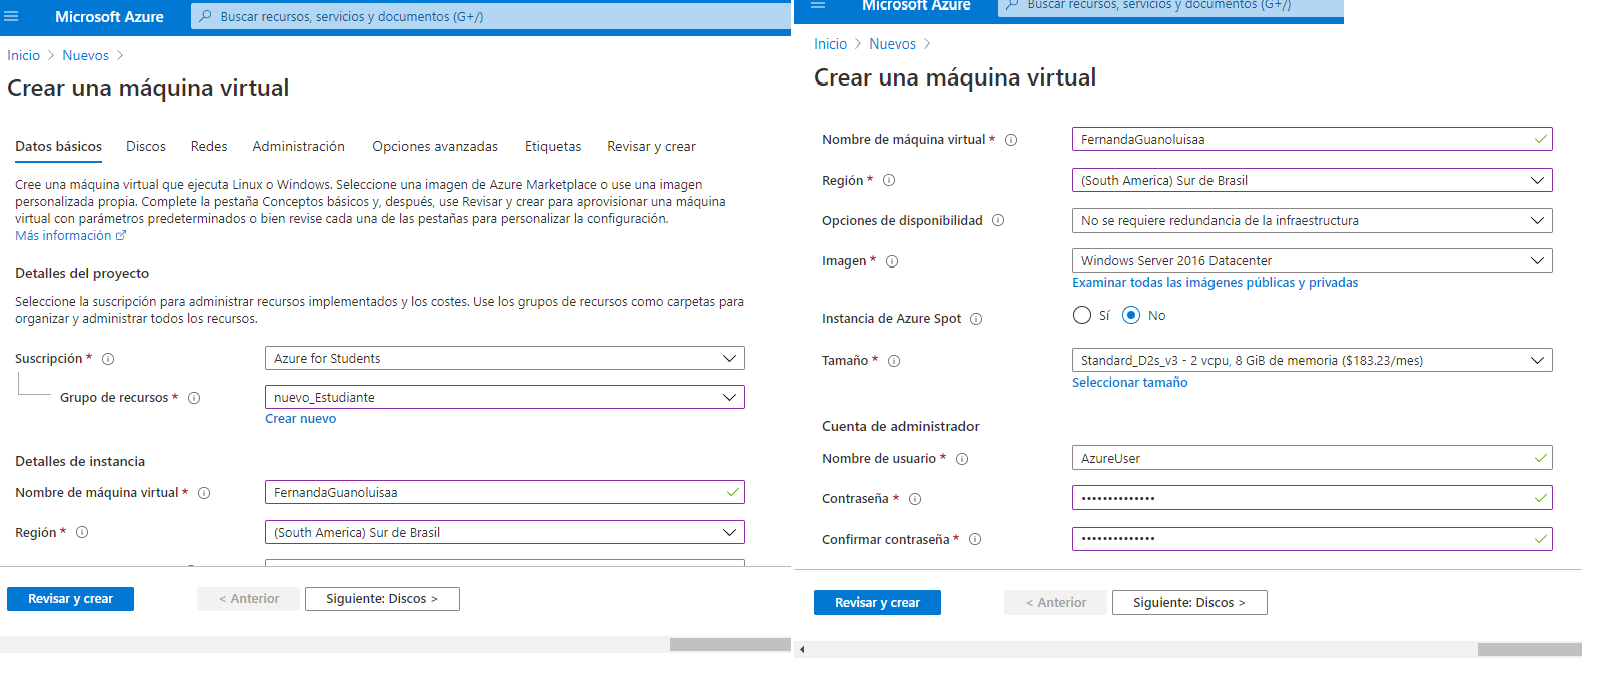 Microsoft Azure
Buscar recursos, servicios y documentos (G+/)
Inicio > Nuevos >
Crear una máquina virtual
Datos básicos Discos Redes Administración Opciones avanzadas Etiquetas Revisar y crear
Cree una máquina virtual que ejecuta Linux o Windows. Seleccione una imagen de Azure Marketplace o use una imagen
personalizada propia. Complete la pestaña Conceptos básicos y, después, use Revisar y crear para aprovisionar una máquina
virtual con parámetros predeterminados o bien revise cada una de las pestañas para personalizar la configuración.
Más información
Detalles del proyecto
Seleccione la suscripción para administrar recursos implementados y los costes. Use los grupos de recursos como carpetas para
organizar y administrar todos los recursos.
Suscripción * Azure for Students
Grupo de recursos * nuevo_Estudiante
Crear nuevo
Detalles de instancia
Nombre de máquina virtual * FernandaGuanoluisaa
Región * (South America) Sur de Brasil
Revisar y crear < Anterior Siguiente: Discos >
Microsoft Azure
Buscar recursos, servicios y documentos (G+/)
Inicio > Nuevos >
Crear una máquina virtual
Nombre de máquina virtual * FernandaGuanoluisaa
Región * (South America) Sur de Brasil
Opciones de disponibilidad No se requiere redundancia de la infraestructura
Imagen * Windows Server 2016 Datacenter
Examinar todas las imágenes públicas y privadas
Instancia de Azure Spot Sí No
Tamaño * Standard_D2s_v3 - 2 vcpu, 8 GiB de memoria ($183.23/mes)
Seleccionar tamaño
Cuenta de administrador
Nombre de usuario * AzureUser
Contraseña * ••••••••••••••
Confirmar contraseña * ••••••••••••••
Revisar y crear < Anterior Siguiente: Discos >